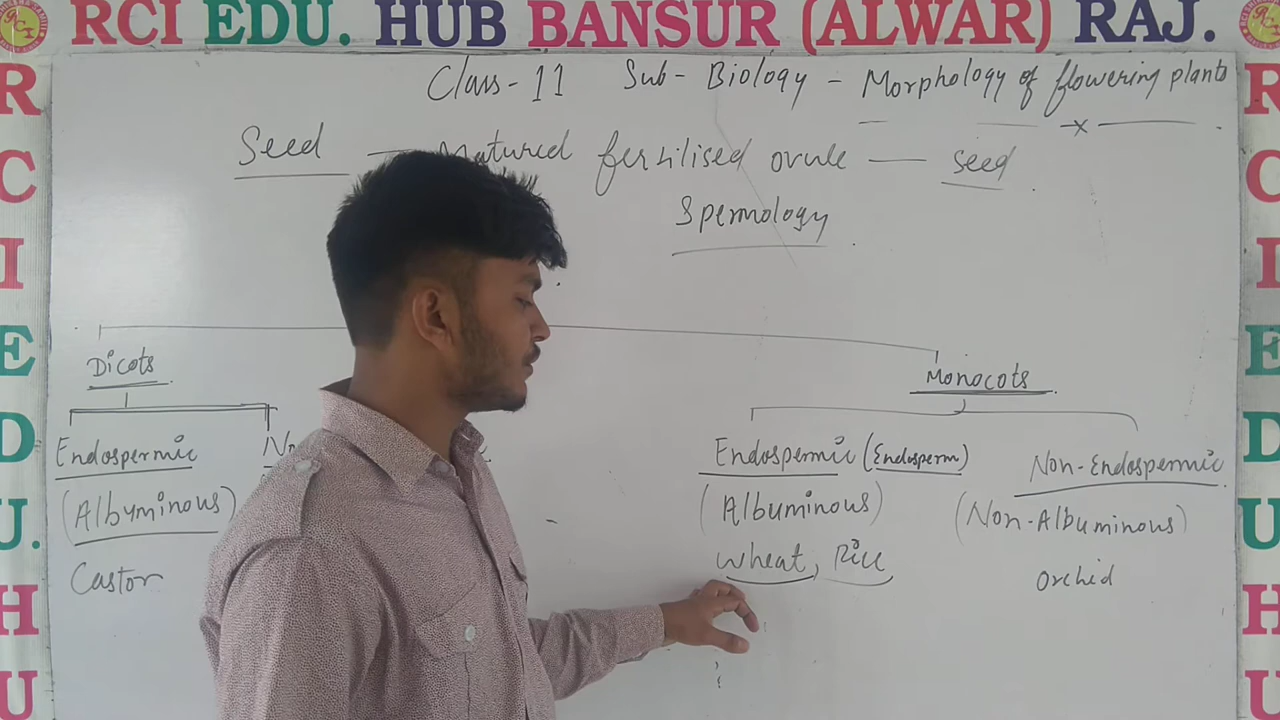 RCI EDU. HUB BANSUR (ALWAR) RAJ.
Class-11 Sub- Biology - Morphology of flowering plants
Seed — Matured fertilised ovule — seed
Spermology
Dicots
Monocots
Endospermic
(Albuminous)
Castor
Endospermic (Endosperm)
(Albuminous)
Wheat, Rice
Non-Endospermic
(Non-Albuminous)
Orchid
R
C
I
E
D
U.
H
U
R
C
I
E
D
U.
H
U